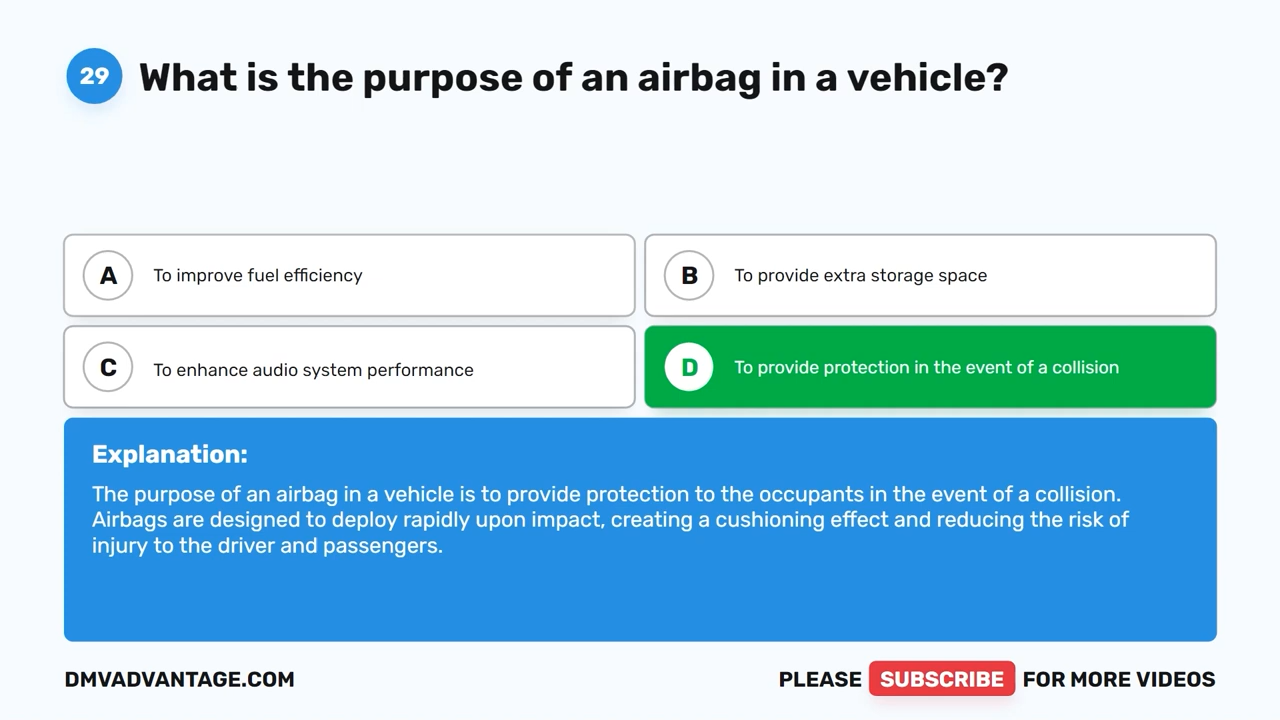 29 What is the purpose of an airbag in a vehicle?
A To improve fuel efficiency
B To provide extra storage space
C To enhance audio system performance
D To provide protection in the event of a collision
Explanation:
The purpose of an airbag in a vehicle is to provide protection to the occupants in the event of a collision.
Airbags are designed to deploy rapidly upon impact, creating a cushioning effect and reducing the risk of
injury to the driver and passengers.
DMVADVANTAGE.COM
PLEASE SUBSCRIBE FOR MORE VIDEOS